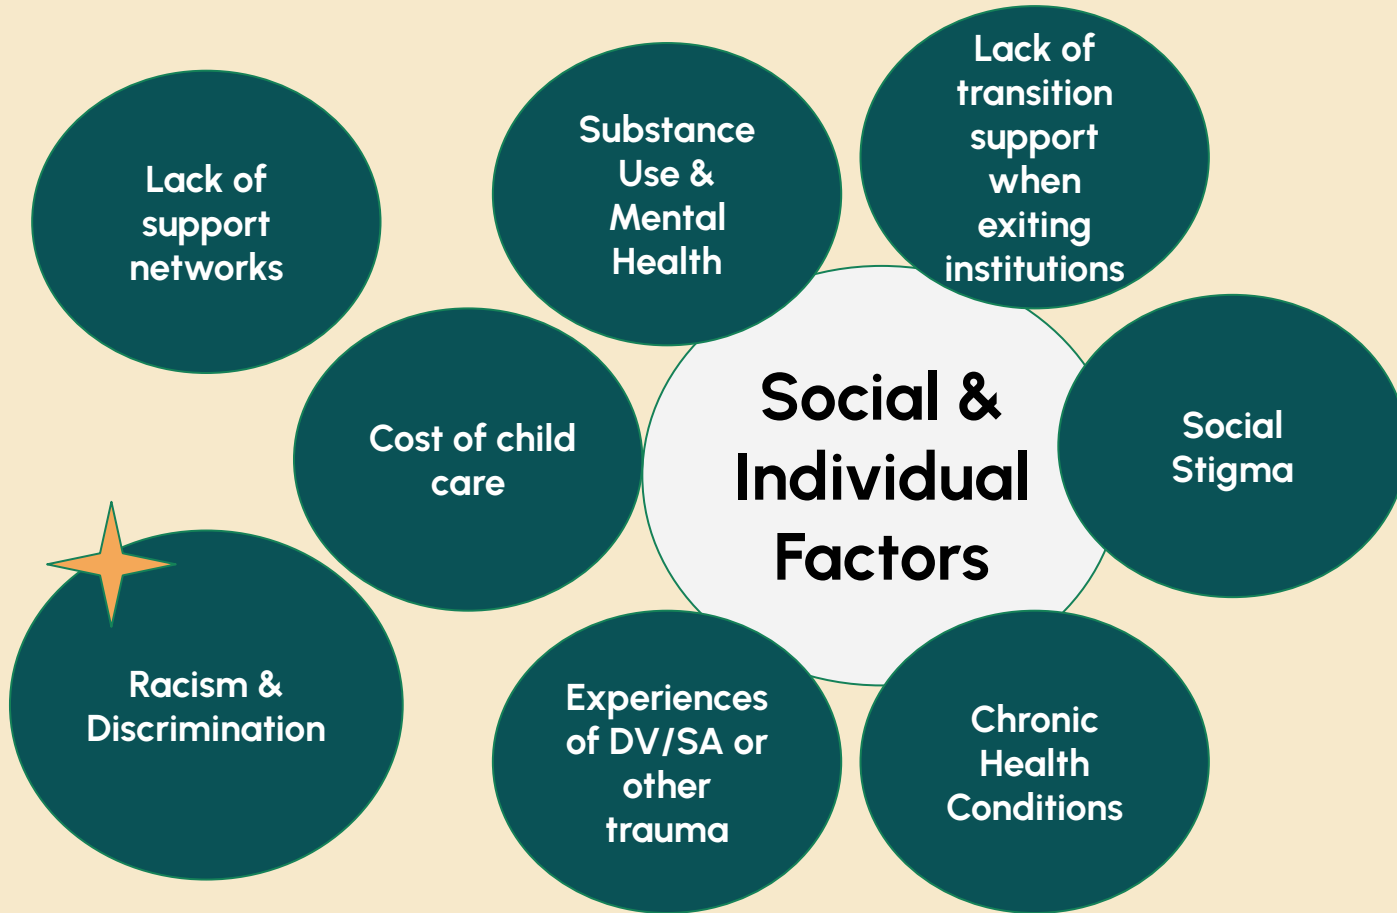 Lack of
support
networks
Substance
Use &
Mental
Health
Lack of
transition
support
when
exiting
institutions
Cost of child
care
Social &
Individual
Factors
Social
Stigma
Racism &
Discrimination
Experiences
of DV/SA or
other
trauma
Chronic
Health
Conditions